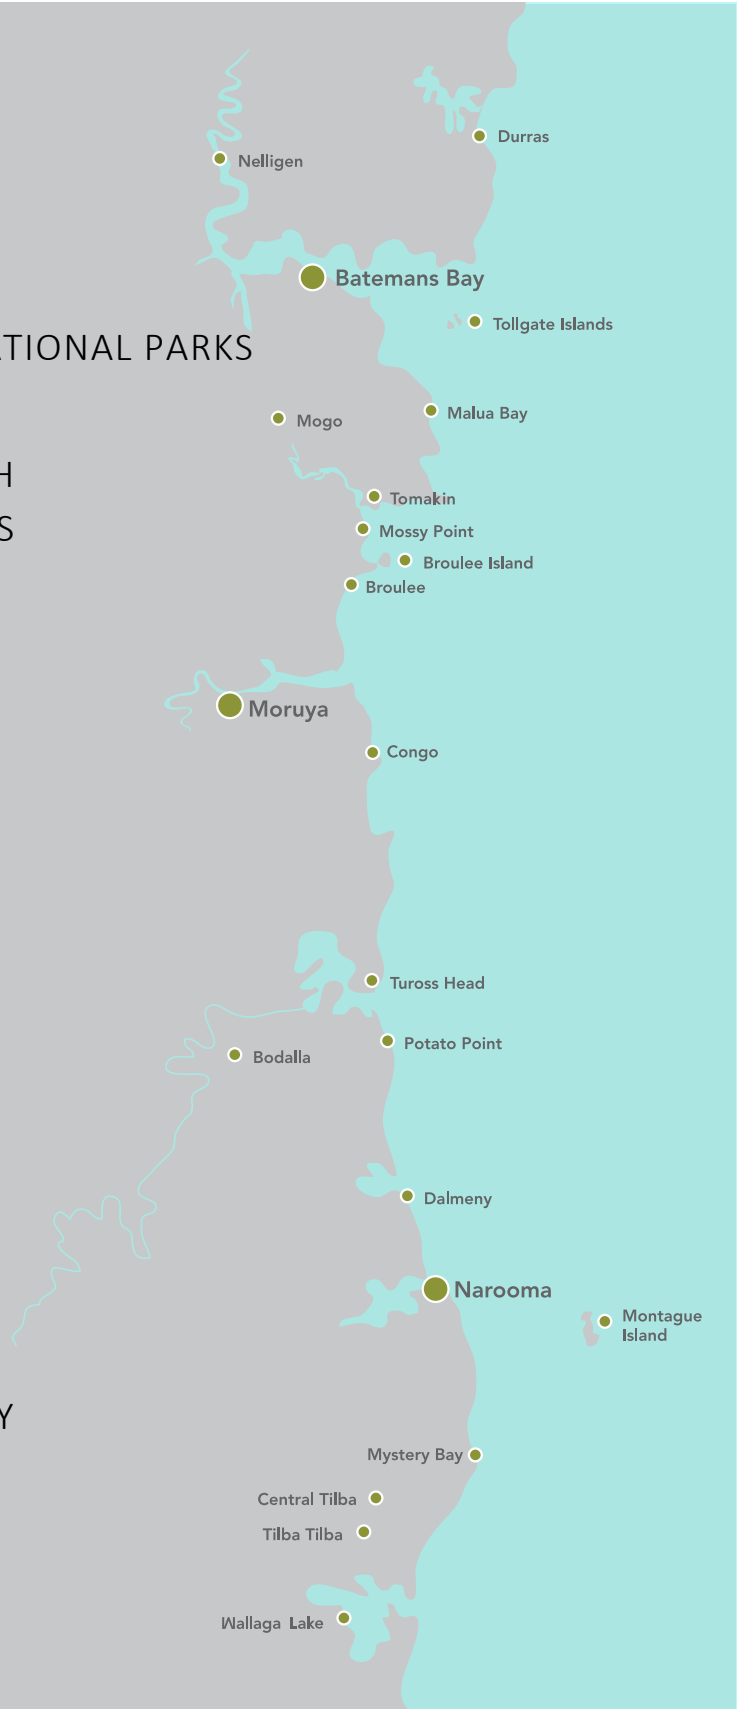 Durras
Nelligen
Batemans Bay
Tollgate Islands
ATIONAL PARKS
Malua Bay
Mogo
H
Tomakin
S
Mossy Point
Broulee Island
Broulee
Moruya
Congo
Tuross Head
Potato Point
Bodalla
Dalmeny
Narooma
Montague
Island
Y
Mystery Bay
Central Tilba
Tilba Tilba
Wallaga Lake